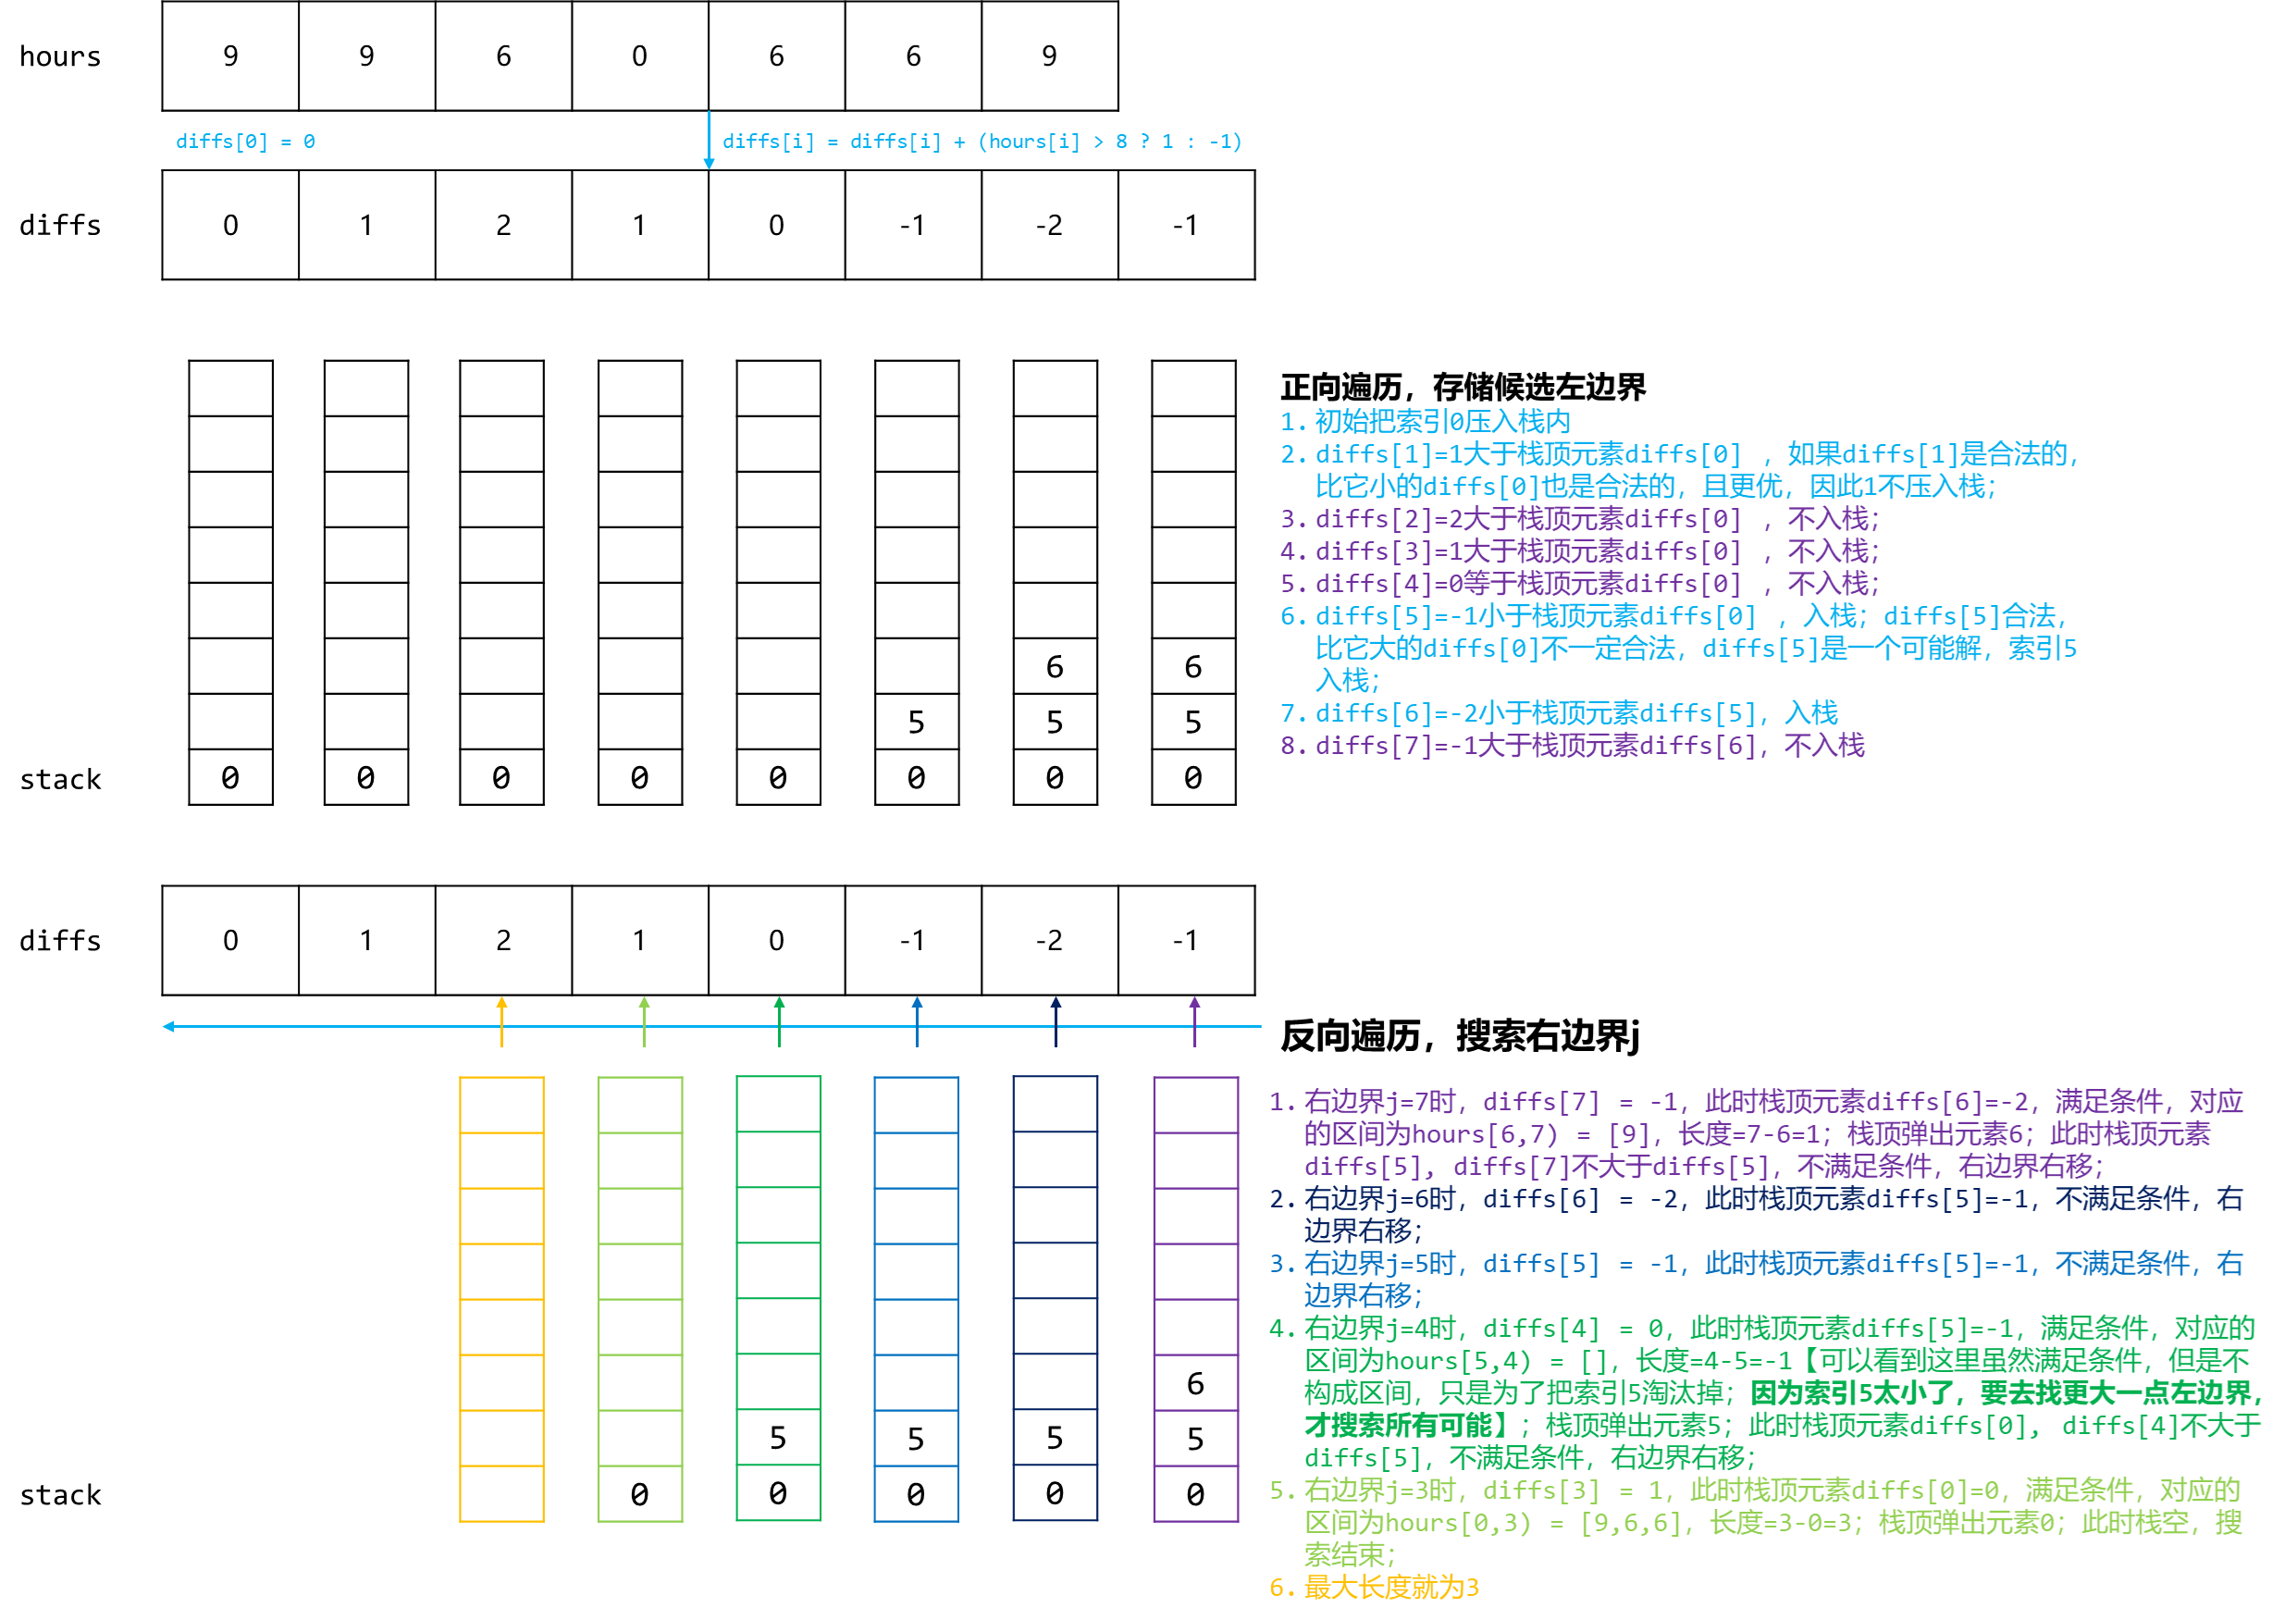 hours 9 9 6 0 6 6 9
diffs[0] = 0 diffs[i] = diffs[i] + (hours[i] > 8 ? 1 : -1)
diffs 0 1 2 1 0 -1 -2 -1
正向遍历，存储候选左边界
1. 初始把索引0压入栈内
2. diffs[1]=1大于栈顶元素diffs[0] ，如果diffs[1]是合法的，
比它小的diffs[0]也是合法的，且更优，因此1不压入栈；
3. diffs[2]=2大于栈顶元素diffs[0] ，不入栈；
4. diffs[3]=1大于栈顶元素diffs[0] ，不入栈；
5. diffs[4]=0等于栈顶元素diffs[0] ，不入栈；
6. diffs[5]=-1小于栈顶元素diffs[0] ，入栈；diffs[5]合法，
比它大的diffs[0]不一定合法，diffs[5]是一个可能解，索引5
入栈；
7. diffs[6]=-2小于栈顶元素diffs[5]，入栈
8. diffs[7]=-1大于栈顶元素diffs[6]，不入栈
6 6
5 5 5
stack 0 0 0 0 0 0 0 0
diffs 0 1 2 1 0 -1 -2 -1
反向遍历，搜索右边界j
1. 右边界j=7时，diffs[7] = -1，此时栈顶元素diffs[6]=-2，满足条件，对应
的区间为hours[6,7) = [9]，长度=7-6=1；栈顶弹出元素6；此时栈顶元素
diffs[5], diffs[7]不大于diffs[5]，不满足条件，右边界右移；
2. 右边界j=6时，diffs[6] = -2，此时栈顶元素diffs[5]=-1，不满足条件，右
边界右移；
3. 右边界j=5时，diffs[5] = -1，此时栈顶元素diffs[5]=-1，不满足条件，右
边界右移；
4. 右边界j=4时，diffs[4] = 0，此时栈顶元素diffs[5]=-1，满足条件，对应的
区间为hours[5,4) = []，长度=4-5=-1【可以看到这里虽然满足条件，但是不
构成区间，只是为了把索引5淘汰掉；因为索引5太小了，要去找更大一点左边界，
才搜索所有可能】；栈顶弹出元素5；此时栈顶元素diffs[0], diffs[4]不大于
diffs[5]，不满足条件，右边界右移；
5. 右边界j=3时，diffs[3] = 1，此时栈顶元素diffs[0]=0，满足条件，对应的
区间为hours[0,3) = [9,6,6]，长度=3-0=3；栈顶弹出元素0；此时栈空，搜
索结束；
6. 最大长度就为3
6
5 5 5 5
stack 0 0 0 0 0